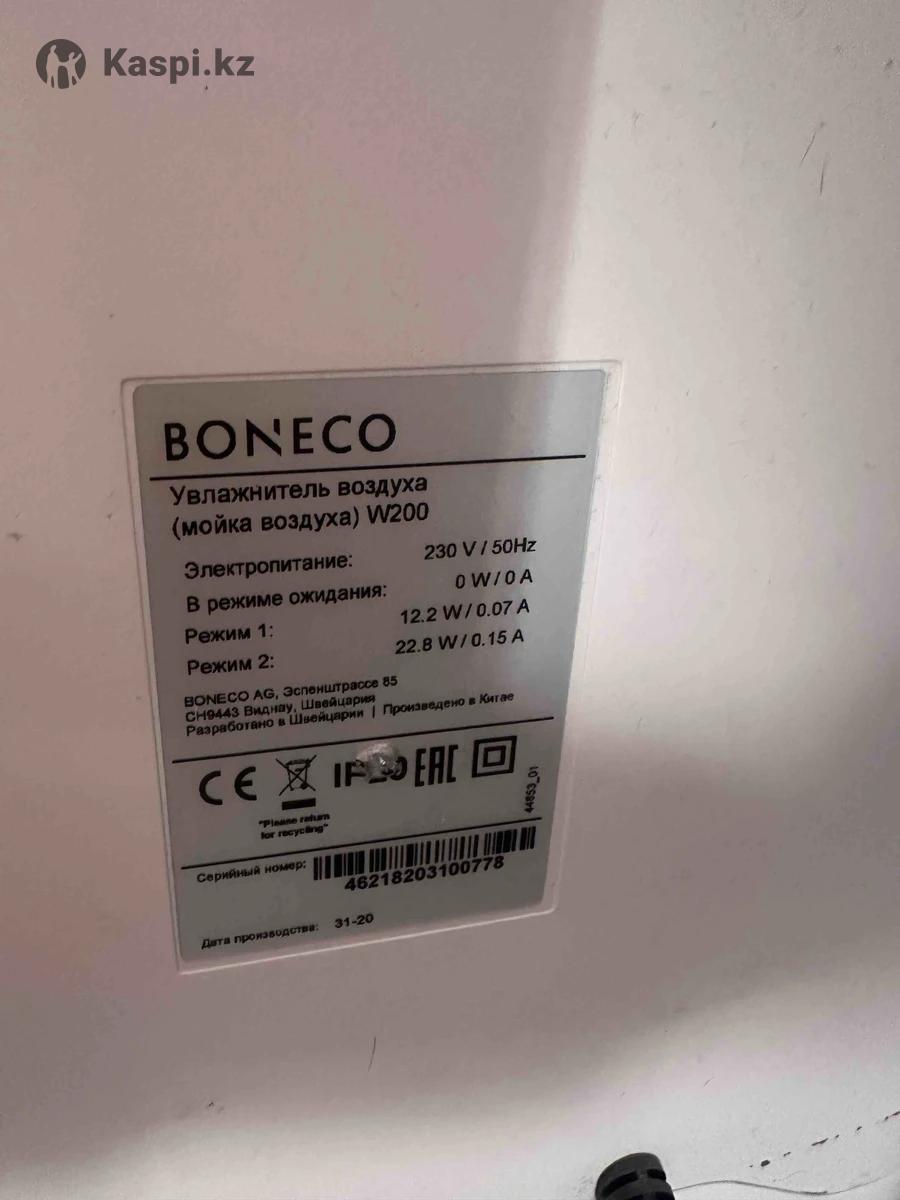 Kaspi.kz
BONECO
Увлажнитель воздуха
(мойка воздуха) W200
Электропитание: 230 V / 50Hz
В режиме ожидания: 0 W / 0 A
Режим 1: 12.2 W / 0.07 A
Режим 2: 22.8 W / 0.15 A
BONECO AG, Эспенштрассе 85
CH9443 Виднау, Швейцария
Разработано в Швейцарии | Произведено в Китае
CE EAC
"Please return
for recycling"
44853_01
Серийный номер:
46218203100778
Дата производства: 31-20